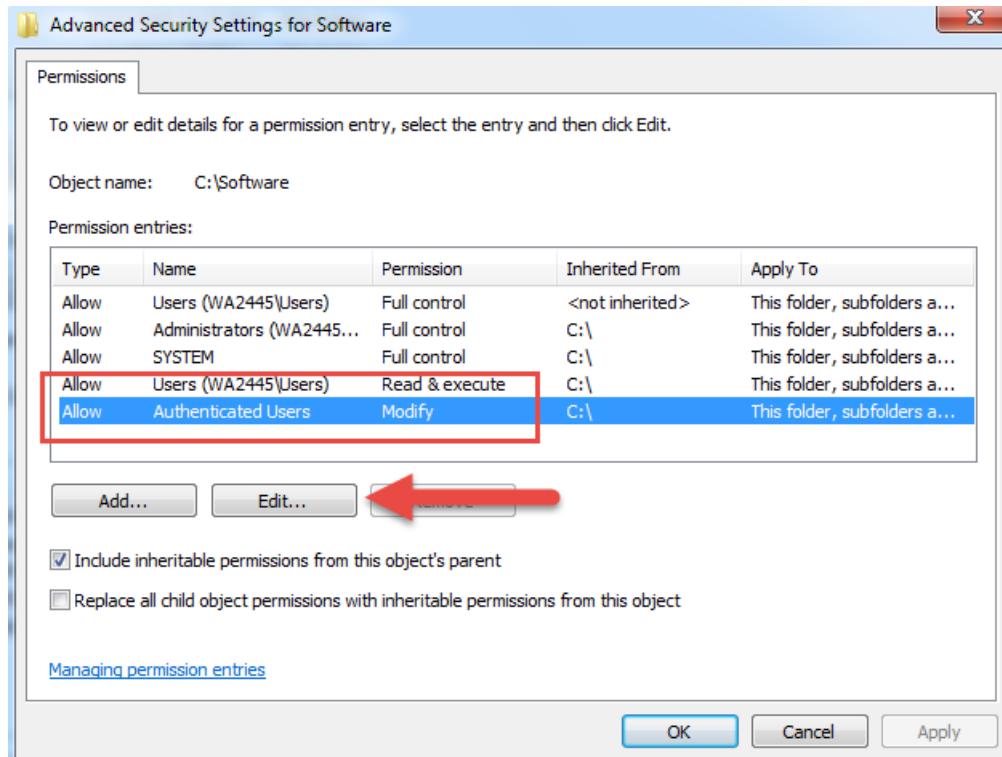 Advanced Security Settings for Software
Permissions
To view or edit details for a permission entry, select the entry and then click Edit.
Object name: C:\Software
Permission entries:
Type Name Permission Inherited From Apply To
Allow Users (WA2445\Users) Full control <not inherited> This folder, subfolders a...
Allow Administrators (WA2445... Full control C:\ This folder, subfolders a...
Allow SYSTEM Full control C:\ This folder, subfolders a...
Allow Users (WA2445\Users) Read & execute C:\ This folder, subfolders a...
Allow Authenticated Users Modify C:\ This folder, subfolders a...
Add... Edit...
Include inheritable permissions from this object's parent
Replace all child object permissions with inheritable permissions from this object
Managing permission entries
OK Cancel Apply